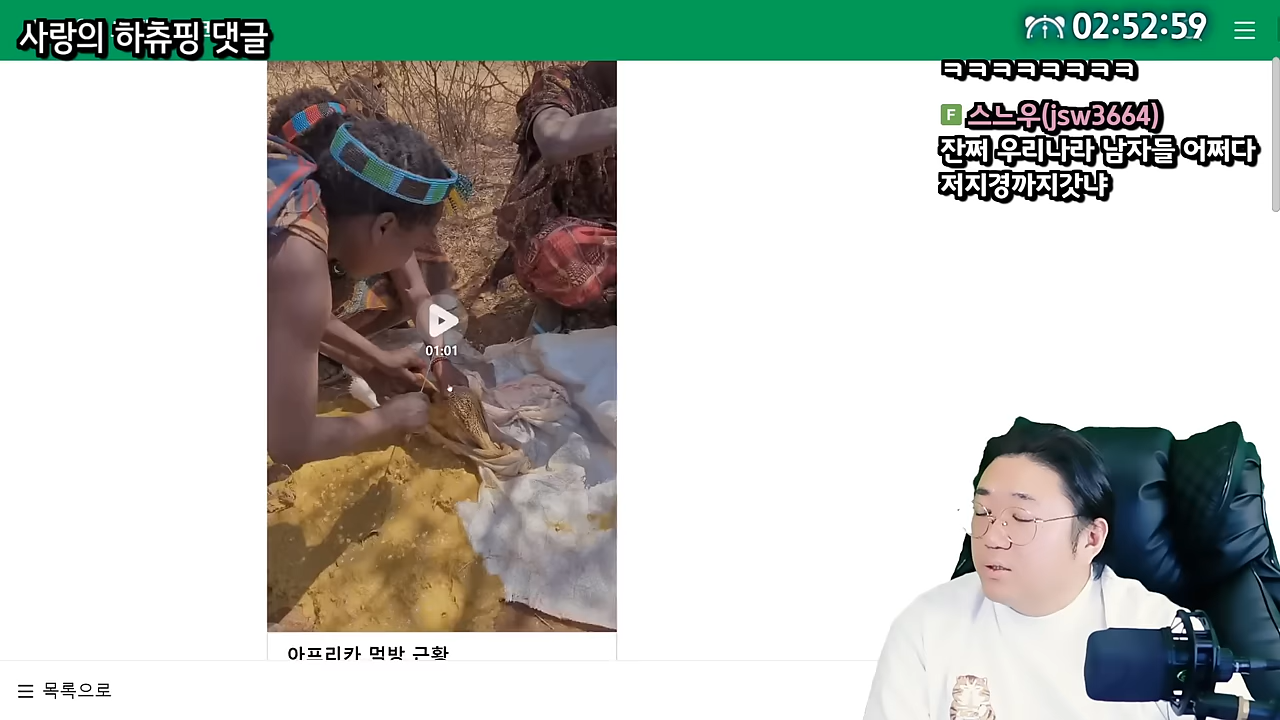 사랑의 하츄핑 댓글
02:52:59
ㅋㅋㅋㅋㅋㅋㅋㅋㅋ
F 스느우(jsw3664)
잔쩌 우리나라 남자들 어쩌다
저지경까지갓냐
01:01
아프리카 먹방 근황
목록으로